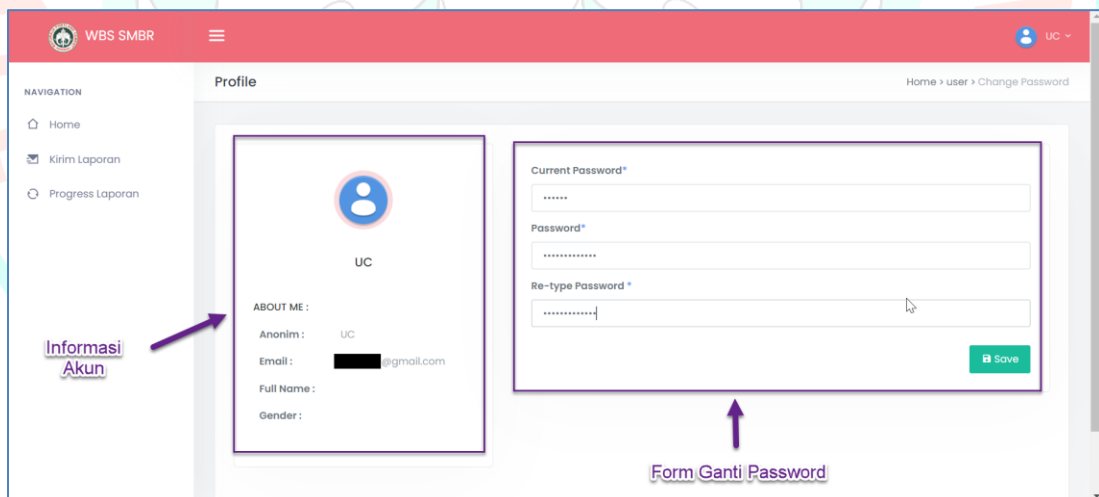 WBS SMBR
UC
NAVIGATION
Home
Kirim Laporan
Progress Laporan
Profile
Home > user > Change Password
UC
ABOUT ME :
Anonim : UC
Email : @gmail.com
Full Name :
Gender :
Current Password*
••••••
Password*
•••••••••••••
Re-type Password *
•••••••••••••
Save
Informasi
Akun
Form Ganti Password